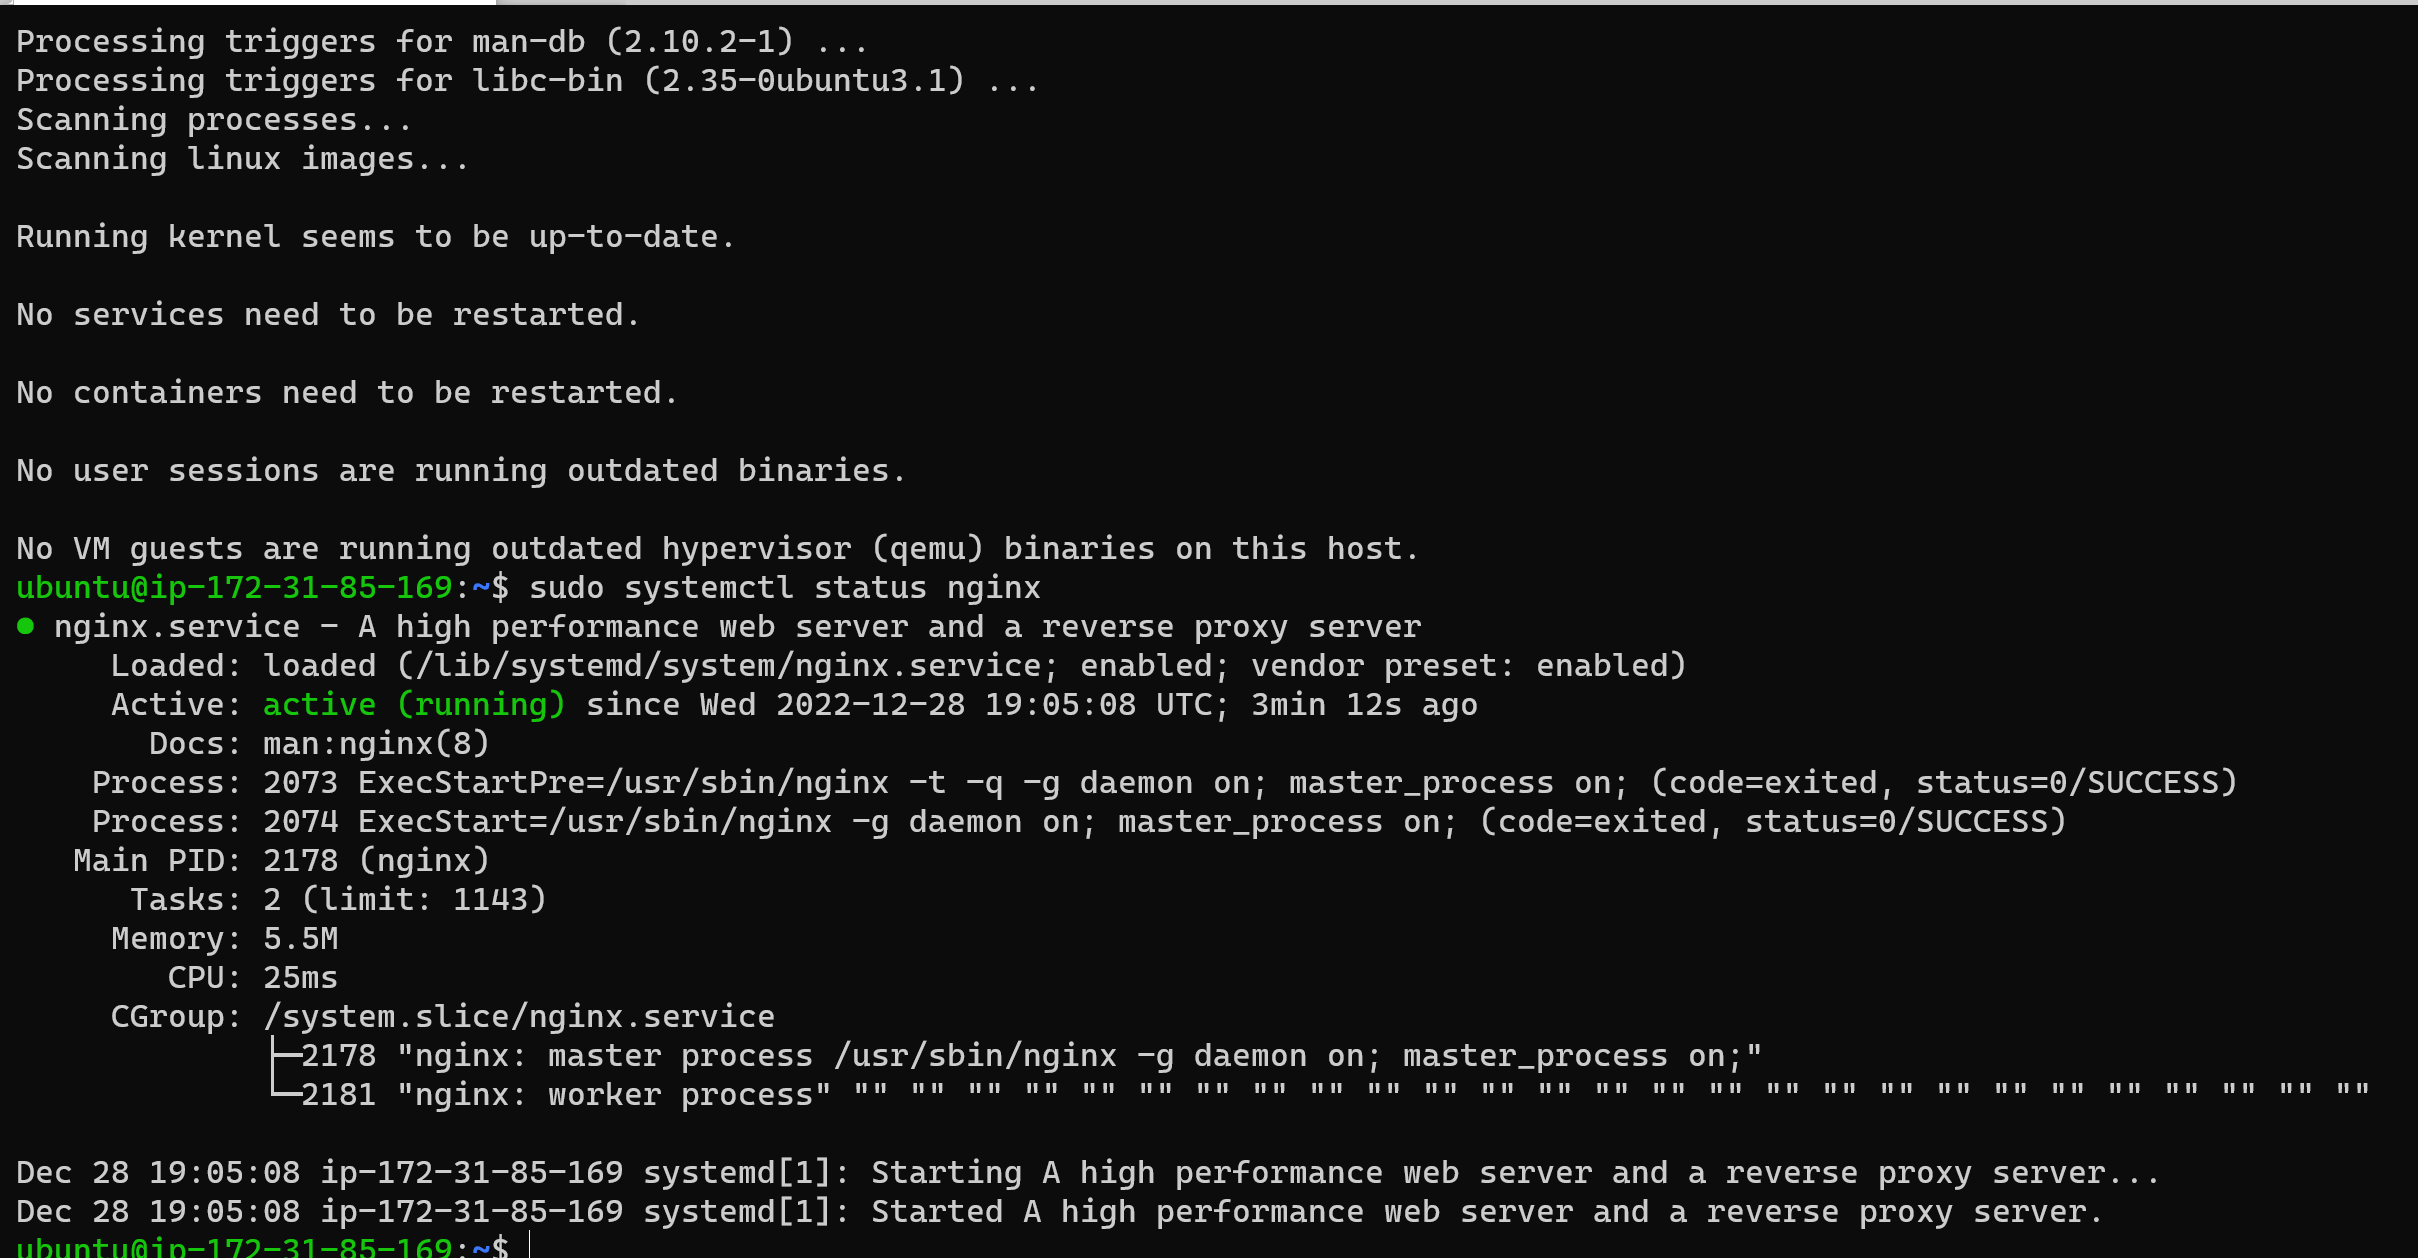 Processing triggers for man-db (2.10.2-1) ...
Processing triggers for libc-bin (2.35-0ubuntu3.1) ...
Scanning processes...
Scanning linux images...

Running kernel seems to be up-to-date.

No services need to be restarted.

No containers need to be restarted.

No user sessions are running outdated binaries.

No VM guests are running outdated hypervisor (qemu) binaries on this host.
ubuntu@ip-172-31-85-169:~$ sudo systemctl status nginx
● nginx.service - A high performance web server and a reverse proxy server
     Loaded: loaded (/lib/systemd/system/nginx.service; enabled; vendor preset: enabled)
     Active: active (running) since Wed 2022-12-28 19:05:08 UTC; 3min 12s ago
       Docs: man:nginx(8)
    Process: 2073 ExecStartPre=/usr/sbin/nginx -t -q -g daemon on; master_process on; (code=exited, status=0/SUCCESS)
    Process: 2074 ExecStart=/usr/sbin/nginx -g daemon on; master_process on; (code=exited, status=0/SUCCESS)
   Main PID: 2178 (nginx)
      Tasks: 2 (limit: 1143)
     Memory: 5.5M
        CPU: 25ms
     CGroup: /system.slice/nginx.service
             ├─2178 "nginx: master process /usr/sbin/nginx -g daemon on; master_process on;"
             └─2181 "nginx: worker process" "" "" "" "" "" "" "" "" "" "" "" "" "" "" "" "" "" "" "" "" "" "" "" "" "" "" ""

Dec 28 19:05:08 ip-172-31-85-169 systemd[1]: Starting A high performance web server and a reverse proxy server...
Dec 28 19:05:08 ip-172-31-85-169 systemd[1]: Started A high performance web server and a reverse proxy server.
ubuntu@ip-172-31-85-169:~$